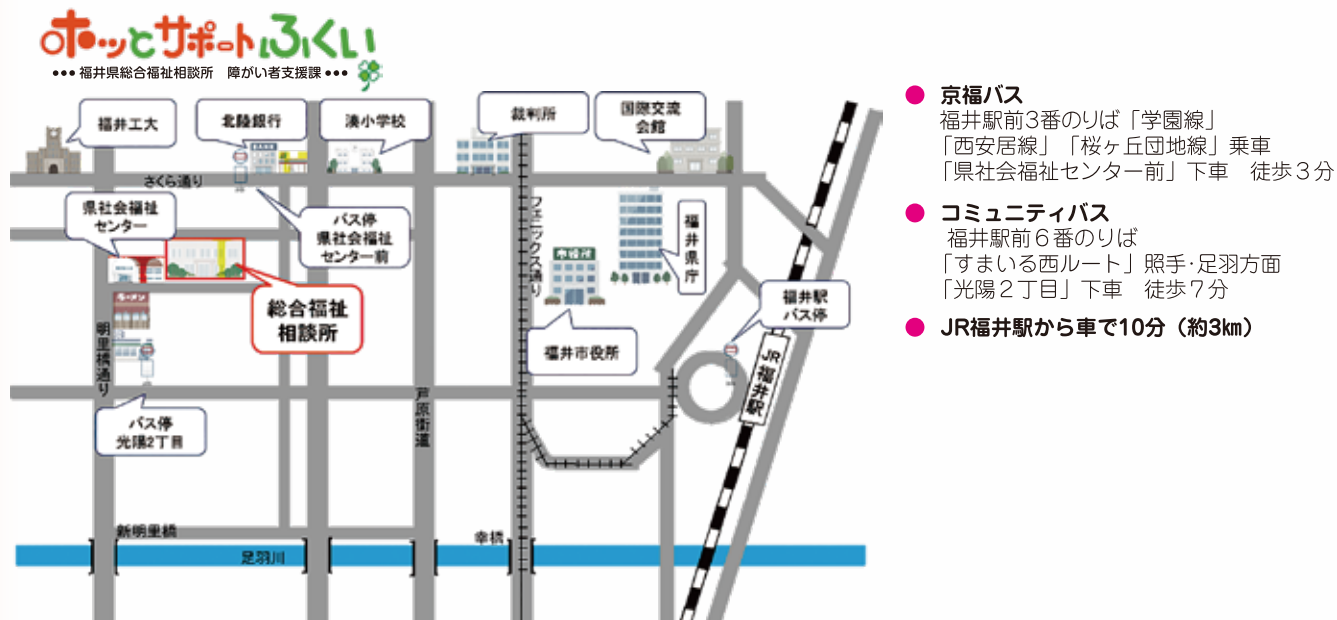 ホッとサポートふくい
●●● 福井県総合福祉相談所　障がい者支援課 ●●●
福井工大
北陸銀行
湊小学校
裁判所
国際交流
会館
さくら通り
県社会福祉
センター
バス停
県社会福祉
センター前
フェニックス通り
市役所
福井県庁
総合福祉
相談所
ラーメン
福井駅
バス停
明里橋通り
福井市役所
JR福井駅
芦原街道
バス停
光陽2丁目
新明里橋
幸橋
足羽川
● 京福バス
福井駅前3番のりば「学園線」
「西安居線」「桜ヶ丘団地線」乗車
「県社会福祉センター前」下車　徒歩３分
● コミュニティバス
福井駅前６番のりば
「すまいる西ルート」照手･足羽方面
「光陽２丁目」下車　徒歩７分
● JR福井駅から車で10分（約3㎞）